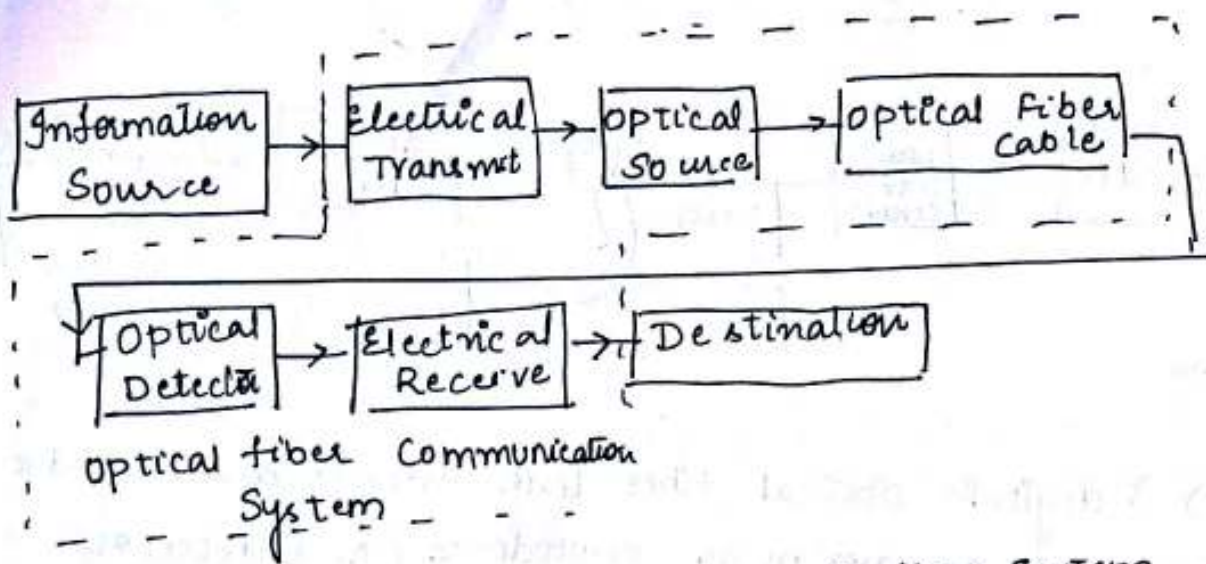 Information
Source
Electrical
Transmit
Optical
Source
Optical Fiber
Cable
Optical
Detector
Electrical
Receive
Destination
Optical fiber Communication
System